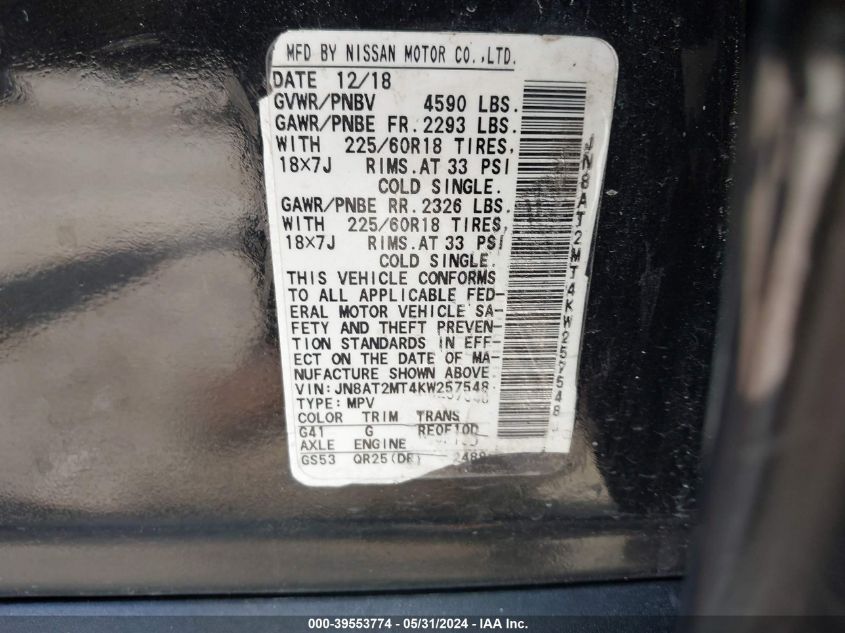 MFD BY NISSAN MOTOR CO.,LTD.
DATE 12/18
GVWR/PNBV 4590 LBS.
GAWR/PNBE FR. 2293 LBS.
WITH 225/60R18 TIRES,
18×7J RIMS. AT 33 PSI
COLD SINGLE.
GAWR/PNBE RR. 2326 LBS.
WITH 225/60R18 TIRES,
18×7J RIMS. AT 33 PSI
COLD SINGLE.
THIS VEHICLE CONFORMS
TO ALL APPLICABLE FED-
ERAL MOTOR VEHICLE SA-
FETY AND THEFT PREVEN-
TION STANDARDS IN EFF-
ECT ON THE DATE OF MA-
NUFACTURE SHOWN ABOVE.
VIN:JN8AT2MT4KW257548
TYPE: MPV
COLOR TRIM TRANS
G41 G RE0F10D
AXLE ENGINE
GS53 QR25(DE) 2488
JN8AT2MT4KW257548
000-39553774 - 05/31/2024 - IAA Inc.